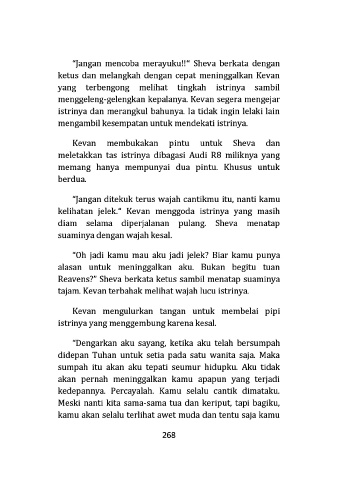 "Jangan mencoba merayuku!!" Sheva berkata dengan
ketus dan melangkah dengan cepat meninggalkan Kevan
yang terbengong melihat tingkah istrinya sambil
menggeleng-gelengkan kepalanya. Kevan segera mengejar
istrinya dan merangkul bahunya. Ia tidak ingin lelaki lain
mengambil kesempatan untuk mendekati istrinya.
Kevan membukakan pintu untuk Sheva dan
meletakkan tas istrinya dibagasi Audi R8 miliknya yang
memang hanya mempunyai dua pintu. Khusus untuk
berdua.
"Jangan ditekuk terus wajah cantikmu itu, nanti kamu
kelihatan jelek." Kevan menggoda istrinya yang masih
diam selama diperjalanan pulang. Sheva menatap
suaminya dengan wajah kesal.
"Oh jadi kamu mau aku jadi jelek? Biar kamu punya
alasan untuk meninggalkan aku. Bukan begitu tuan
Reavens?" Sheva berkata ketus sambil menatap suaminya
tajam. Kevan terbahak melihat wajah lucu istrinya.
Kevan mengulurkan tangan untuk membelai pipi
istrinya yang menggembung karena kesal.
"Dengarkan aku sayang, ketika aku telah bersumpah
didepan Tuhan untuk setia pada satu wanita saja. Maka
sumpah itu akan aku tepati seumur hidupku. Aku tidak
akan pernah meninggalkan kamu apapun yang terjadi
kedepannya. Percayalah. Kamu selalu cantik dimataku.
Meski nanti kita sama-sama tua dan keriput, tapi bagiku,
kamu akan selalu terlihat awet muda dan tentu saja kamu
268